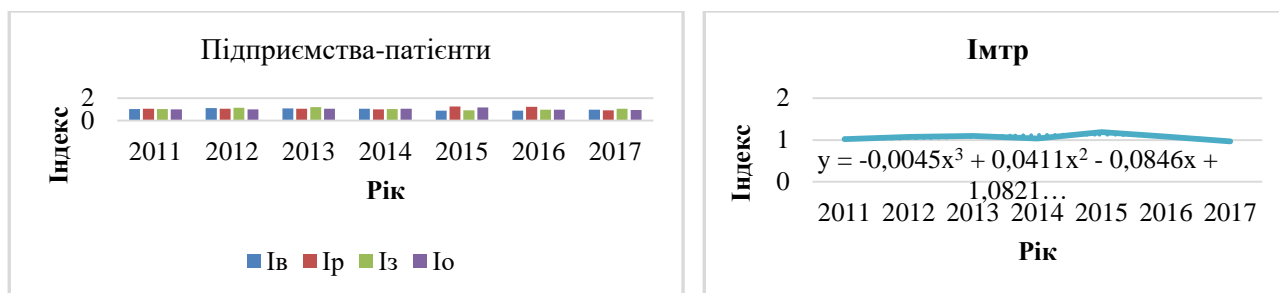 Підприємства-патієнти
2
0
Індекс
2011 2012 2013 2014 2015 2016 2017
Рік
Ів Ір Із Іо
Імтр
2
1
0
Індекс
y = -0,0045x³ + 0,0411x² - 0,0846x +
1,0821…
2011 2012 2013 2014 2015 2016 2017
Рік